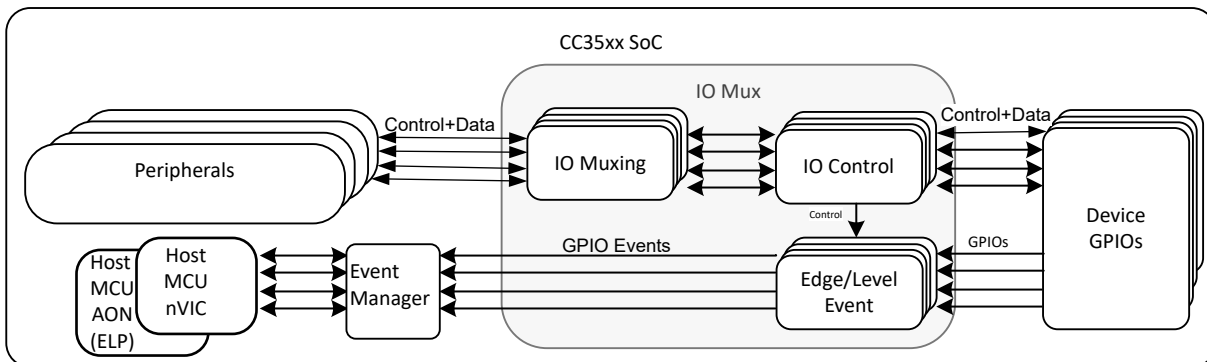 CC35xx SoC
IO Mux
Control+Data
Control+Data
Peripherals
IO Muxing
IO Control
Device
GPIOs
Control
GPIO Events
GPIOs
Host
MCU
AON
(ELP)
Host
MCU
nVIC
Event
Manager
Edge/Level
Event